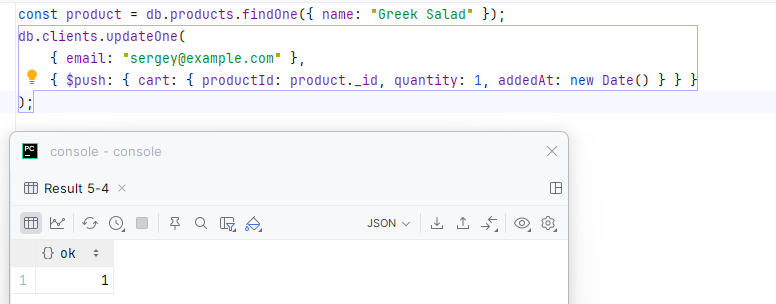 const product = db.products.findOne({ name: "Greek Salad" });
db.clients.updateOne(
    { email: "sergey@example.com" },
    { $push: { cart: { productId: product._id, quantity: 1, addedAt: new Date() } } }
);
PC
console - console
Result 5-4
JSON
{} ok
1 1